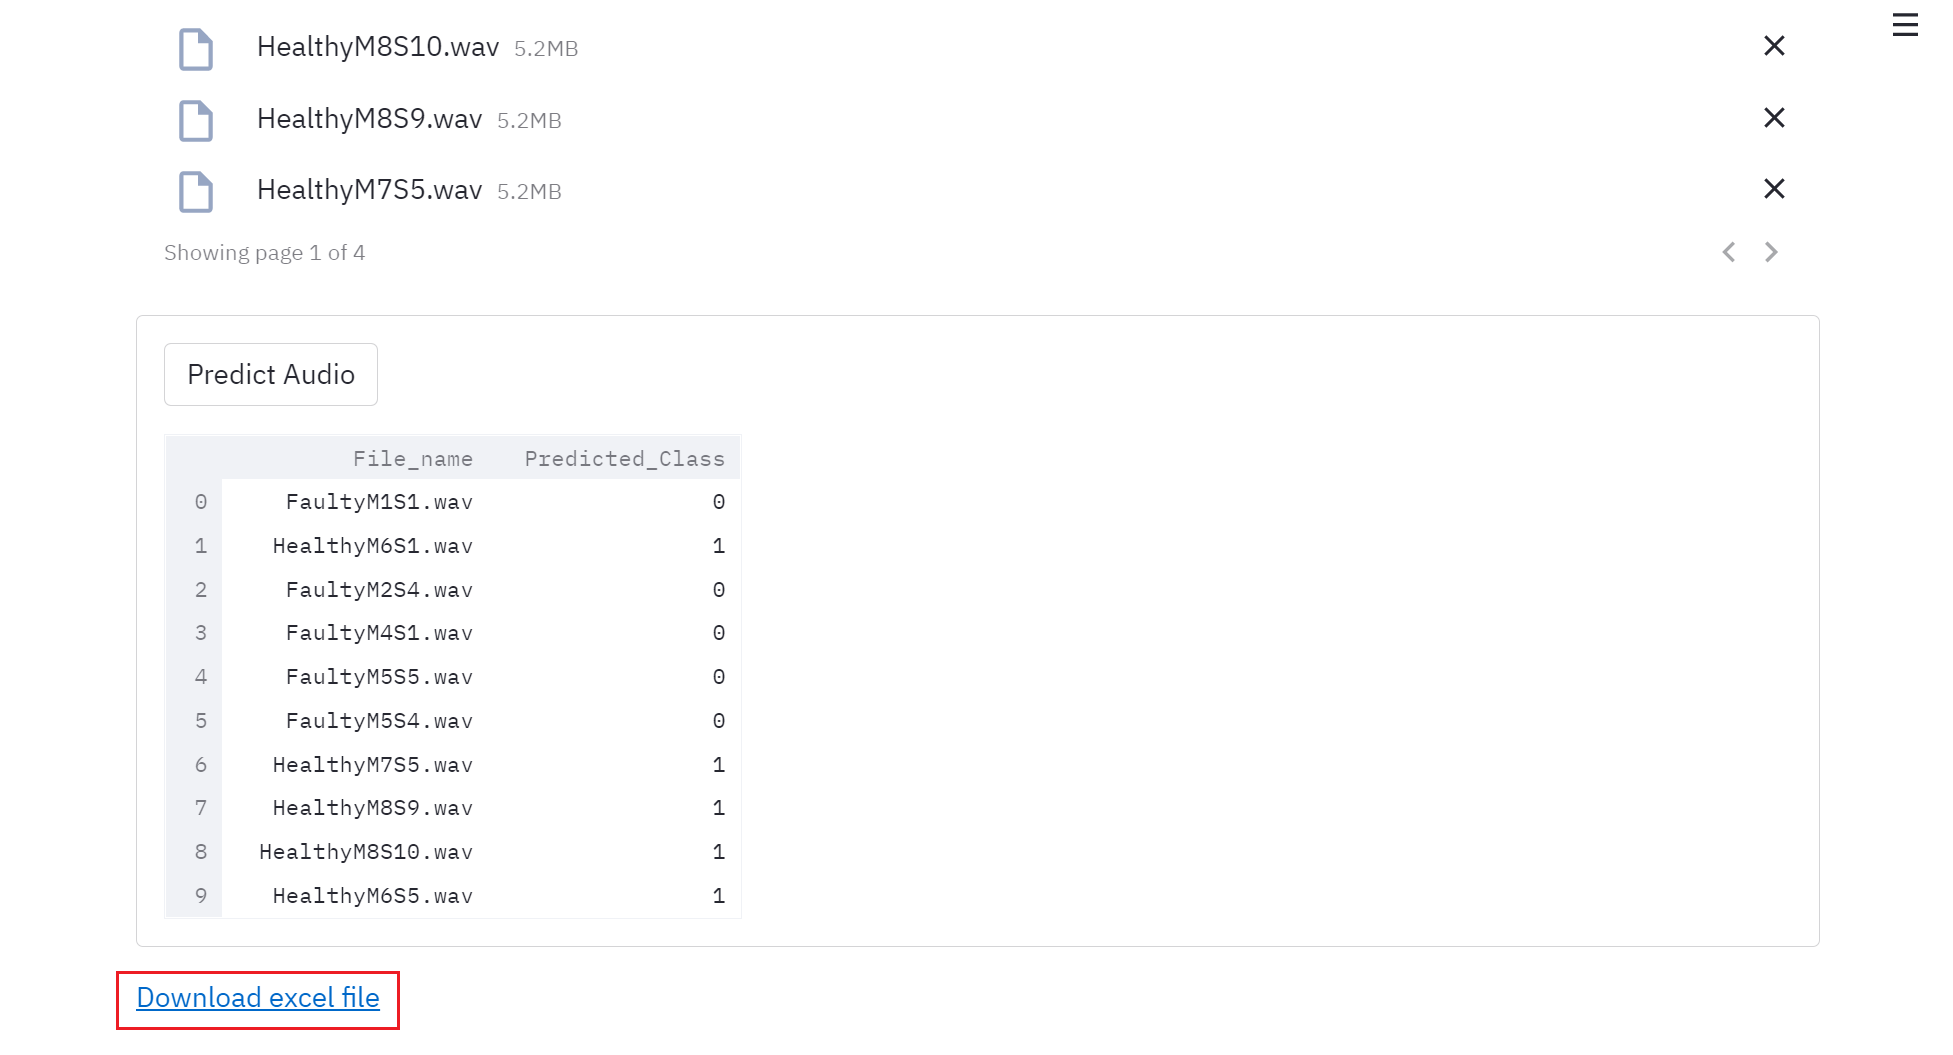 HealthyM8S10.wav 5.2MB
HealthyM8S9.wav 5.2MB
HealthyM7S5.wav 5.2MB
Showing page 1 of 4
Predict Audio
File_name Predicted_Class
0 FaultyM1S1.wav 0
1 HealthyM6S1.wav 1
2 FaultyM2S4.wav 0
3 FaultyM4S1.wav 0
4 FaultyM5S5.wav 0
5 FaultyM5S4.wav 0
6 HealthyM7S5.wav 1
7 HealthyM8S9.wav 1
8 HealthyM8S10.wav 1
9 HealthyM6S5.wav 1
Download excel file